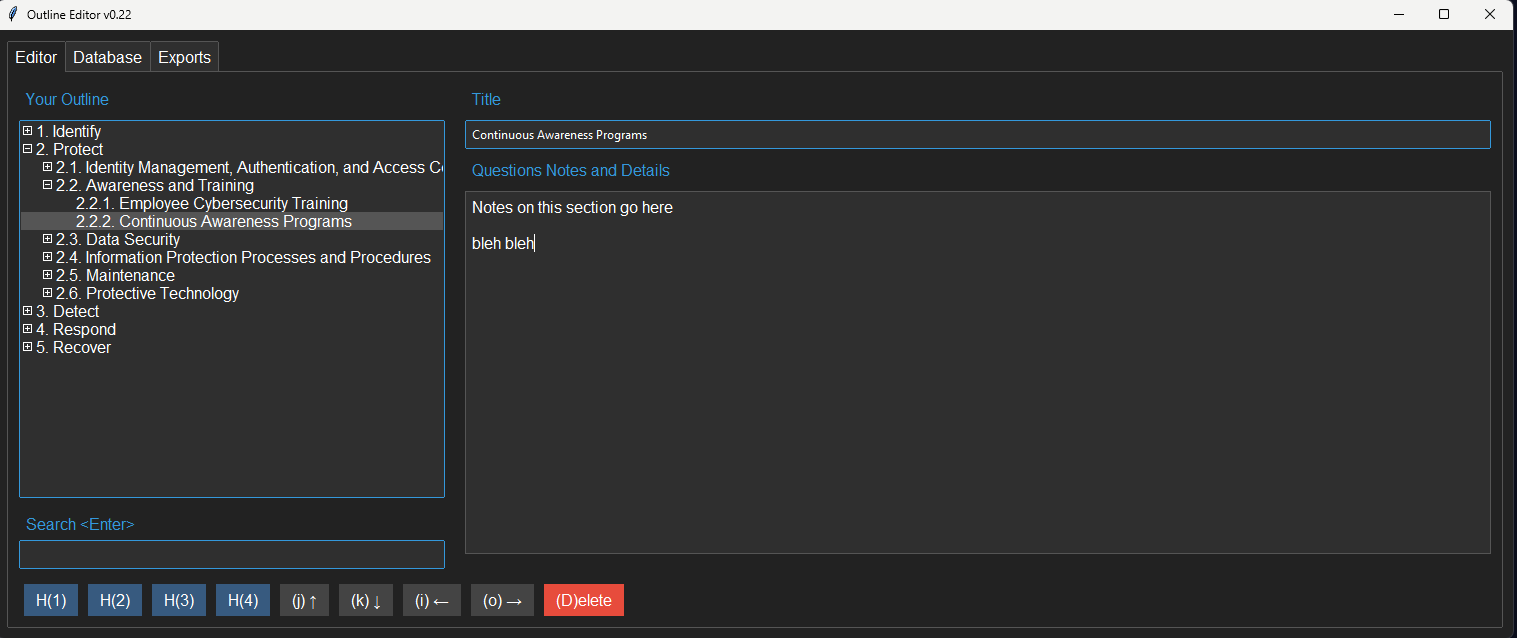 Outline Editor v0.22
Editor Database Exports
Your Outline
1. Identify
2. Protect
2.1. Identity Management, Authentication, and Access C
2.2. Awareness and Training
2.2.1. Employee Cybersecurity Training
2.2.2. Continuous Awareness Programs
2.3. Data Security
2.4. Information Protection Processes and Procedures
2.5. Maintenance
2.6. Protective Technology
3. Detect
4. Respond
5. Recover
Search <Enter>
Title
Continuous Awareness Programs
Questions Notes and Details
Notes on this section go here
bleh bleh
H(1) H(2) H(3) H(4) (j) ↑ (k) ↓ (i) ← (o) → (D)elete